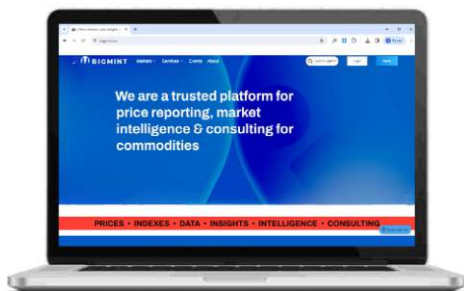 BIGMINT Markets Services Events About
Login
We are a trusted platform for
price reporting, market
intelligence & consulting for
commodities
PRICES • INDEXES • DATA • INSIGHTS • INTELLIGENCE • CONSULTING